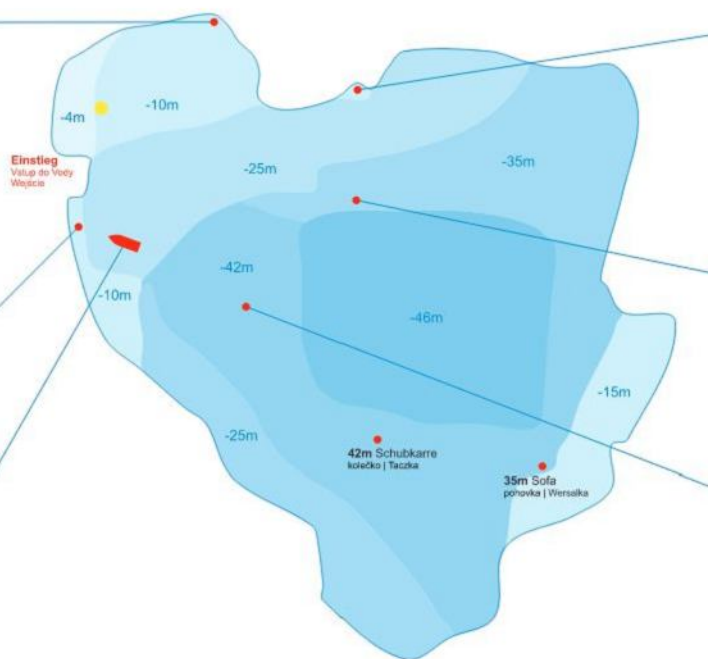 -10m
-4m
-35m
Einstieg
Vstup do Vody
Wejście
-25m
-42m
-10m
-46m
-15m
-25m
42m Schubkarre
kolečko | Taczka
35m Sofa
pohovka | Wersalka